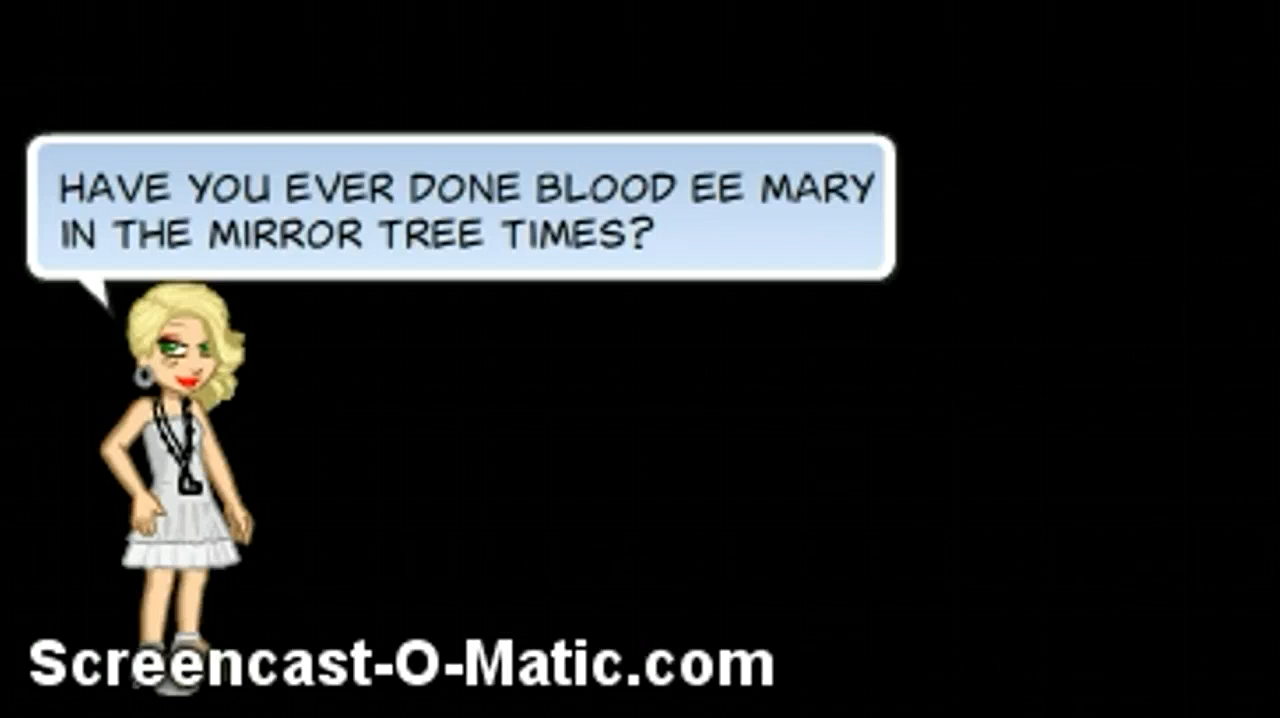 HAVE YOU EVER DONE BLOOD EE MARY
IN THE MIRROR TREE TIMES?
Screencast-O-Matic.com